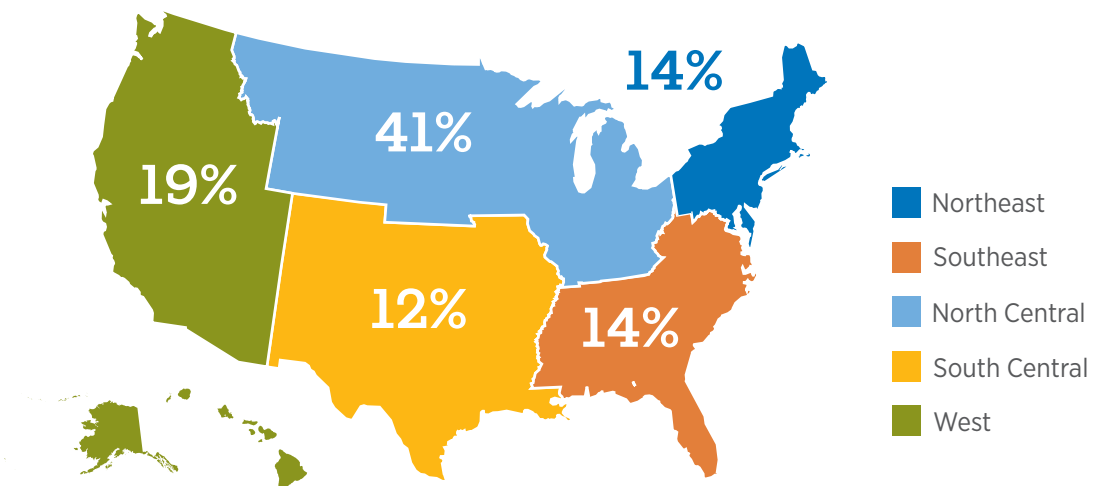 14%
41%
19%
12%
14%
Northeast
Southeast
North Central
South Central
West